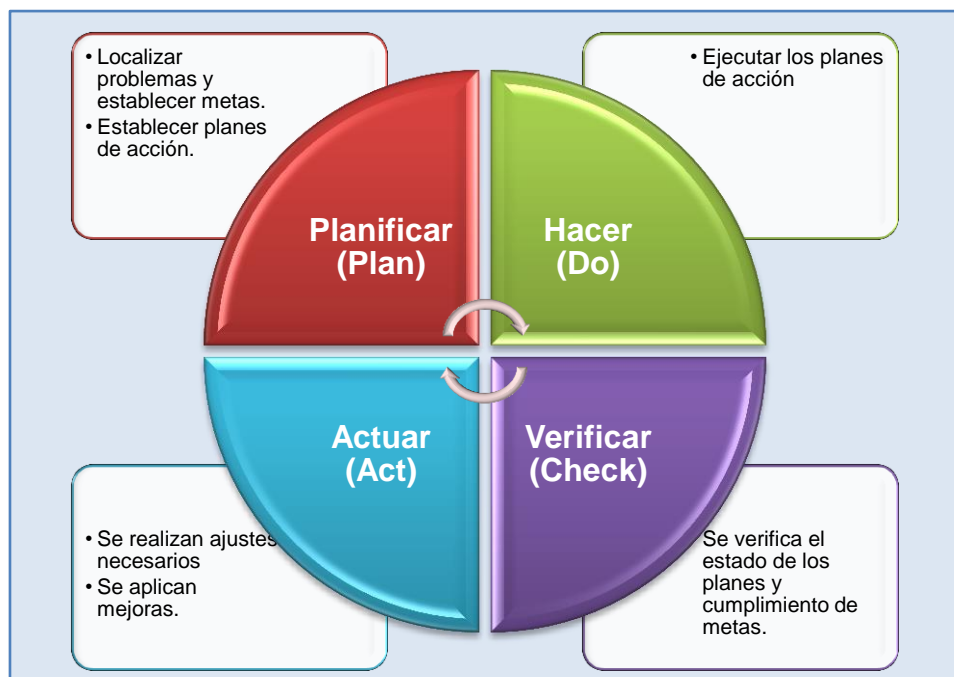 • Localizar
problemas y
establecer metas.
• Establecer planes
de acción.
• Ejecutar los planes
de acción
Planificar
(Plan)
Hacer
(Do)
Actuar
(Act)
Verificar
(Check)
• Se realizan ajustes
necesarios
• Se aplican
mejoras.
Se verifica el
estado de los
planes y
cumplimiento de
metas.